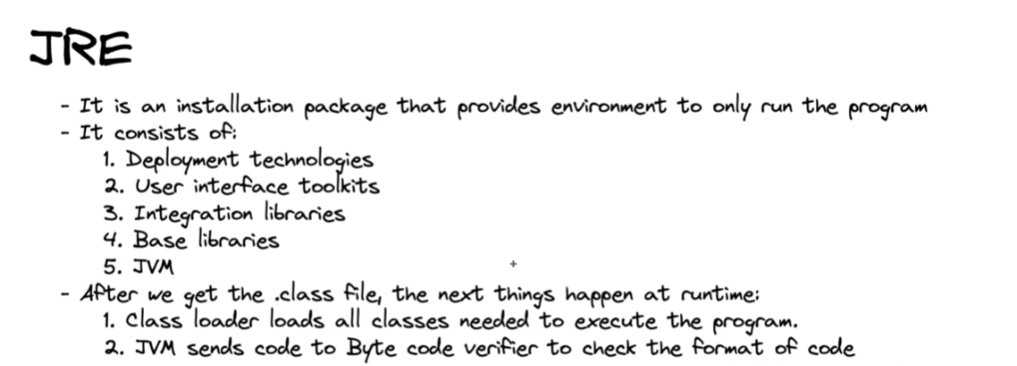 JRE
- It is an installation package that provides environment to only run the program
- It consists of:
1. Deployment technologies
2. User interface toolkits
3. Integration libraries
4. Base libraries
5. JVM
- After we get the .class file, the next things happen at runtime:
1. Class loader loads all classes needed to execute the program.
2. JVM sends code to Byte code verifier to check the format of code